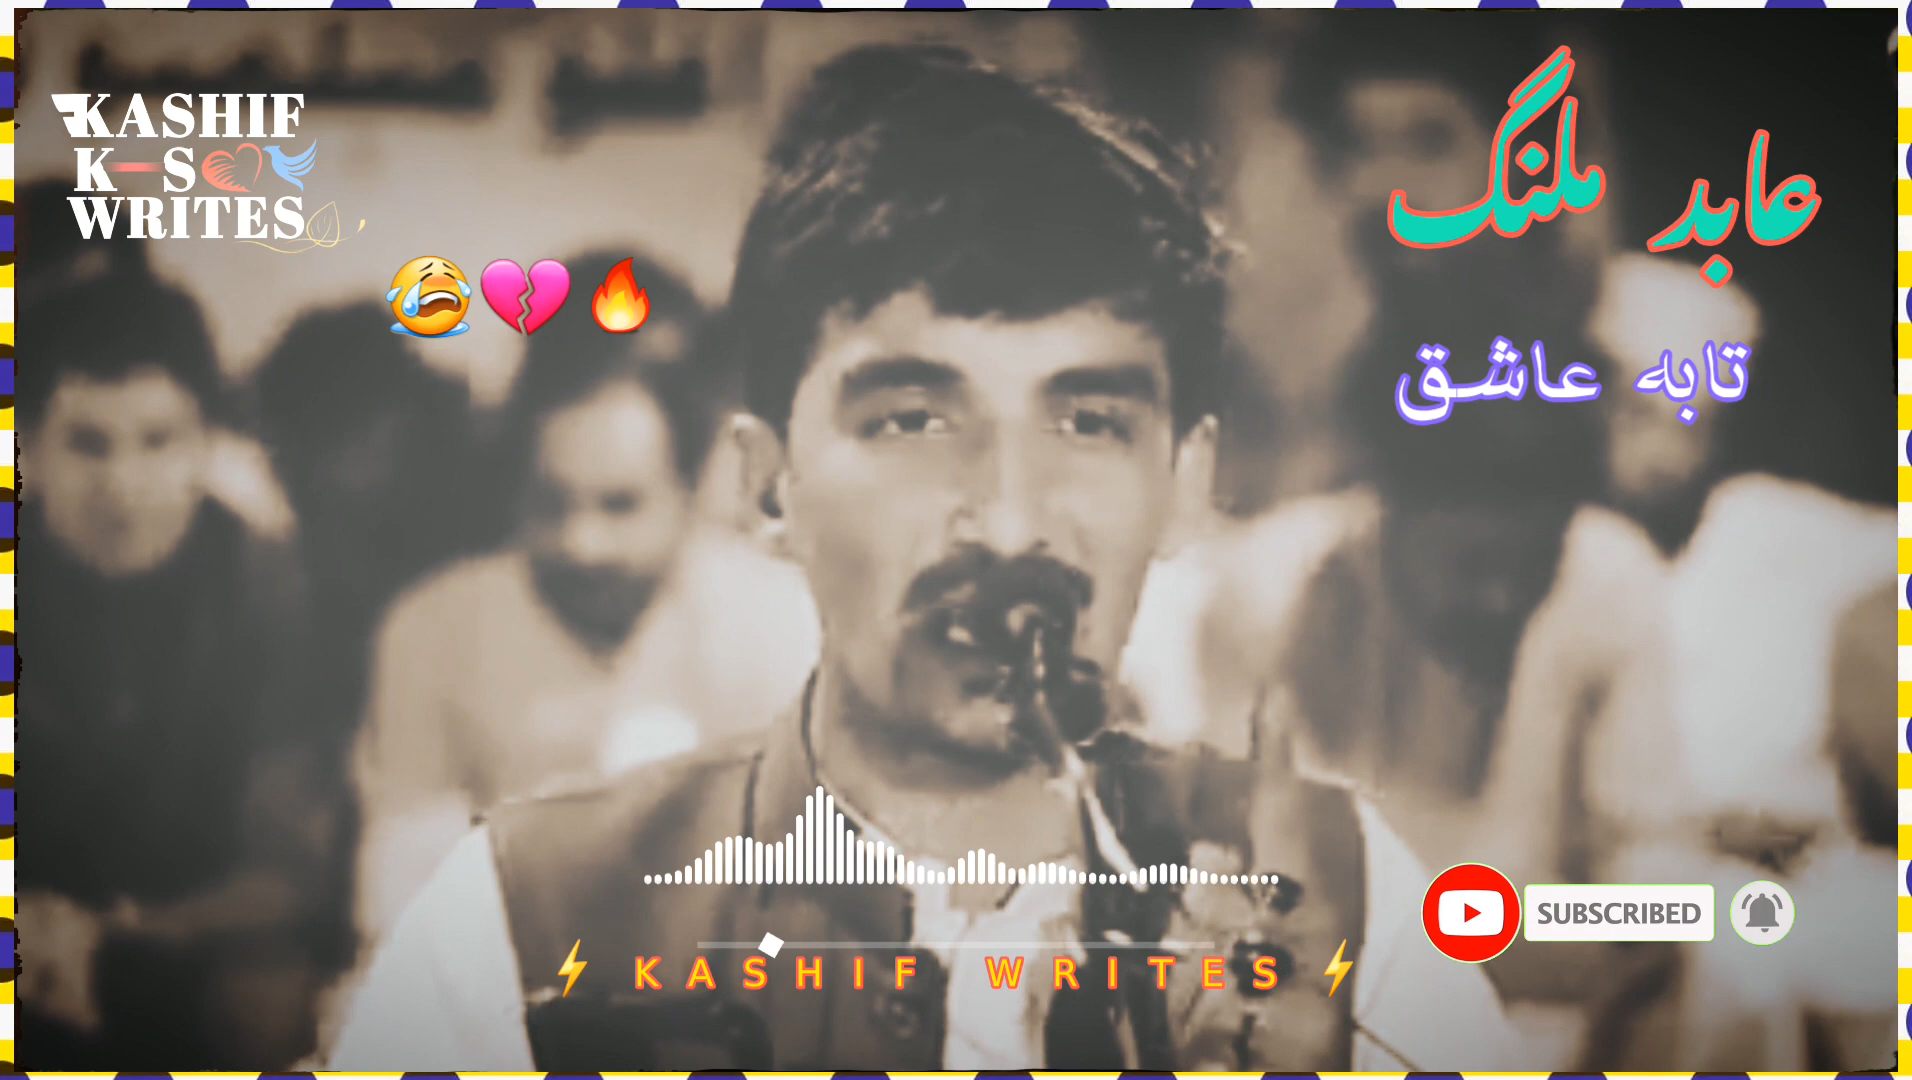 KASHIF
K S
WRITES
عابد ملنگ
😭💔🔥
تابه عاشق
SUBSCRIBED
⚡ KASHIF WRITES ⚡